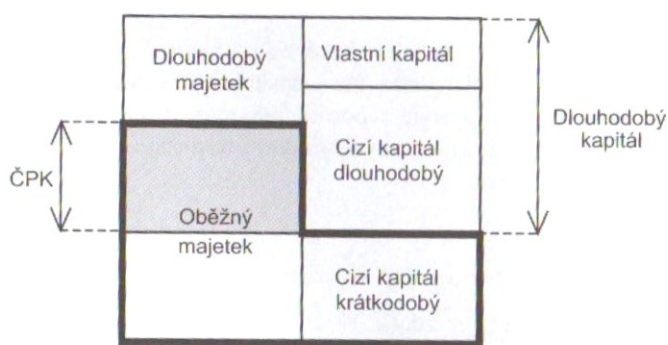 Dlouhodobý
majetek
Vlastní kapitál
Cizí kapitál
dlouhodobý
Dlouhodobý
kapitál
ČPK
Oběžný
majetek
Cizí kapitál
krátkodobý